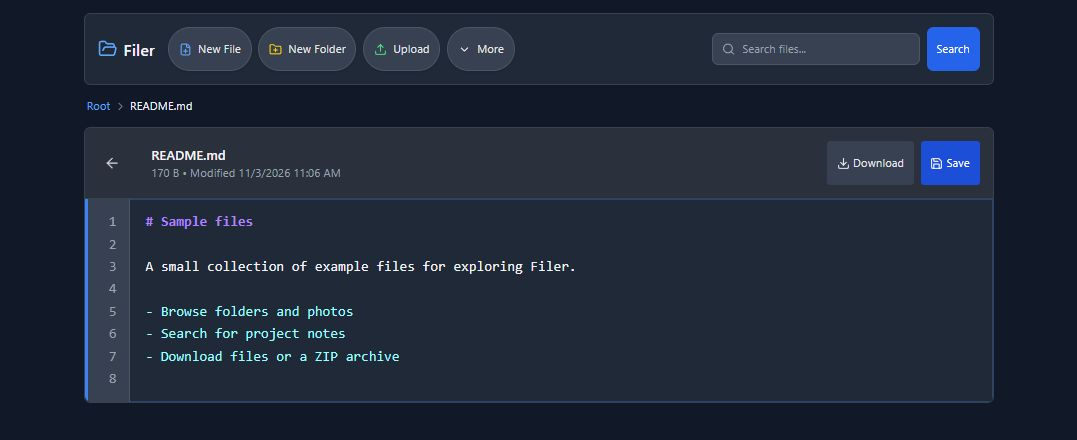 Filer
New File
New Folder
Upload
More
Search files...
Search
Root > README.md
README.md
170 B • Modified 11/3/2026 11:06 AM
Download
Save
1 # Sample files
2
3 A small collection of example files for exploring Filer.
4
5 - Browse folders and photos
6 - Search for project notes
7 - Download files or a ZIP archive
8